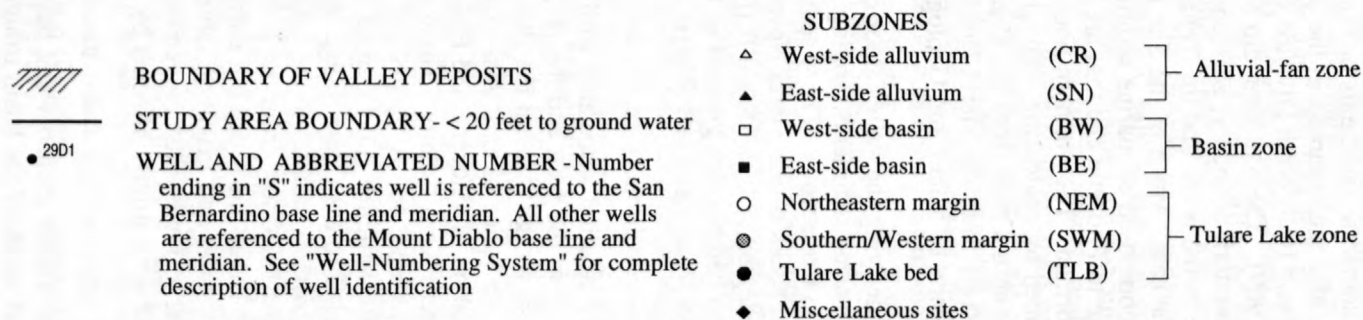 BOUNDARY OF VALLEY DEPOSITS
STUDY AREA BOUNDARY- < 20 feet to ground water
29D1
WELL AND ABBREVIATED NUMBER -Number
ending in "S" indicates well is referenced to the San
Bernardino base line and meridian. All other wells
are referenced to the Mount Diablo base line and
meridian. See "Well-Numbering System" for complete
description of well identification
SUBZONES
West-side alluvium (CR)
East-side alluvium (SN)
Alluvial-fan zone
West-side basin (BW)
East-side basin (BE)
Basin zone
Northeastern margin (NEM)
Southern/Western margin (SWM)
Tulare Lake bed (TLB)
Tulare Lake zone
Miscellaneous sites